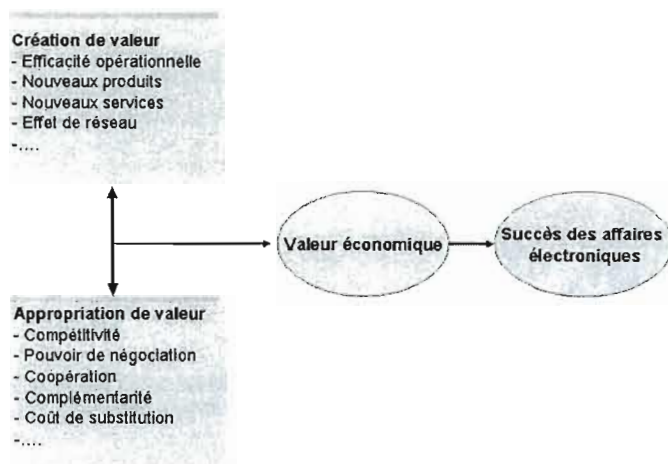 Création de valeur
- Efficacité opérationnelle
- Nouveaux produits
- Nouveaux services
- Effet de réseau
-....
Valeur économique
Succès des affaires
électroniques
Appropriation de valeur
- Compétitivité
- Pouvoir de négociation
- Coopération
- Complémentarité
- Coût de substitution
-....